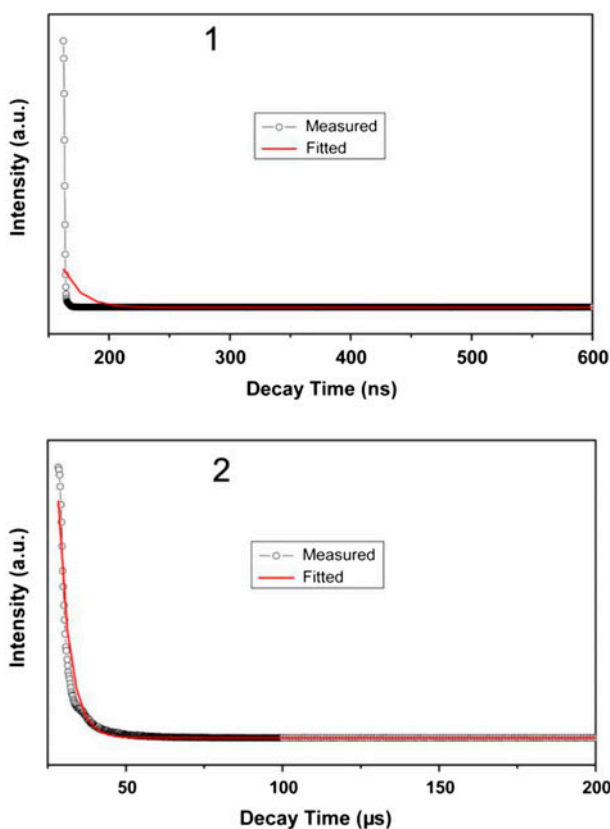 1
Measured
Fitted
Intensity (a.u.)
200 300 400 500 600
Decay Time (ns)
2
Measured
Fitted
Intensity (a.u.)
50 100 150 200
Decay Time (µs)